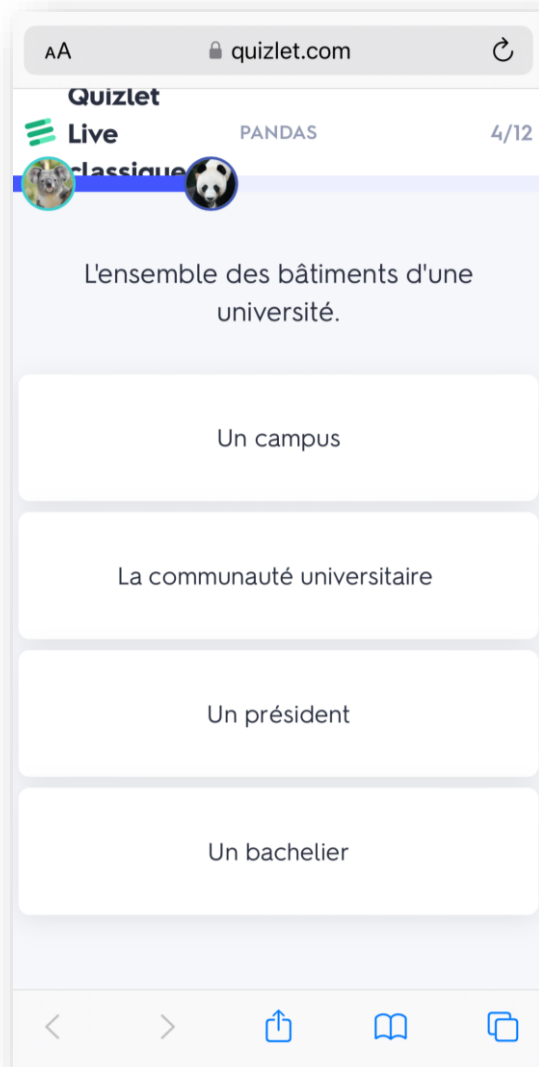 AA quizlet.com
Quizlet
Live
classique
PANDAS
4/12
L'ensemble des bâtiments d'une
université.
Un campus
La communauté universitaire
Un président
Un bachelier